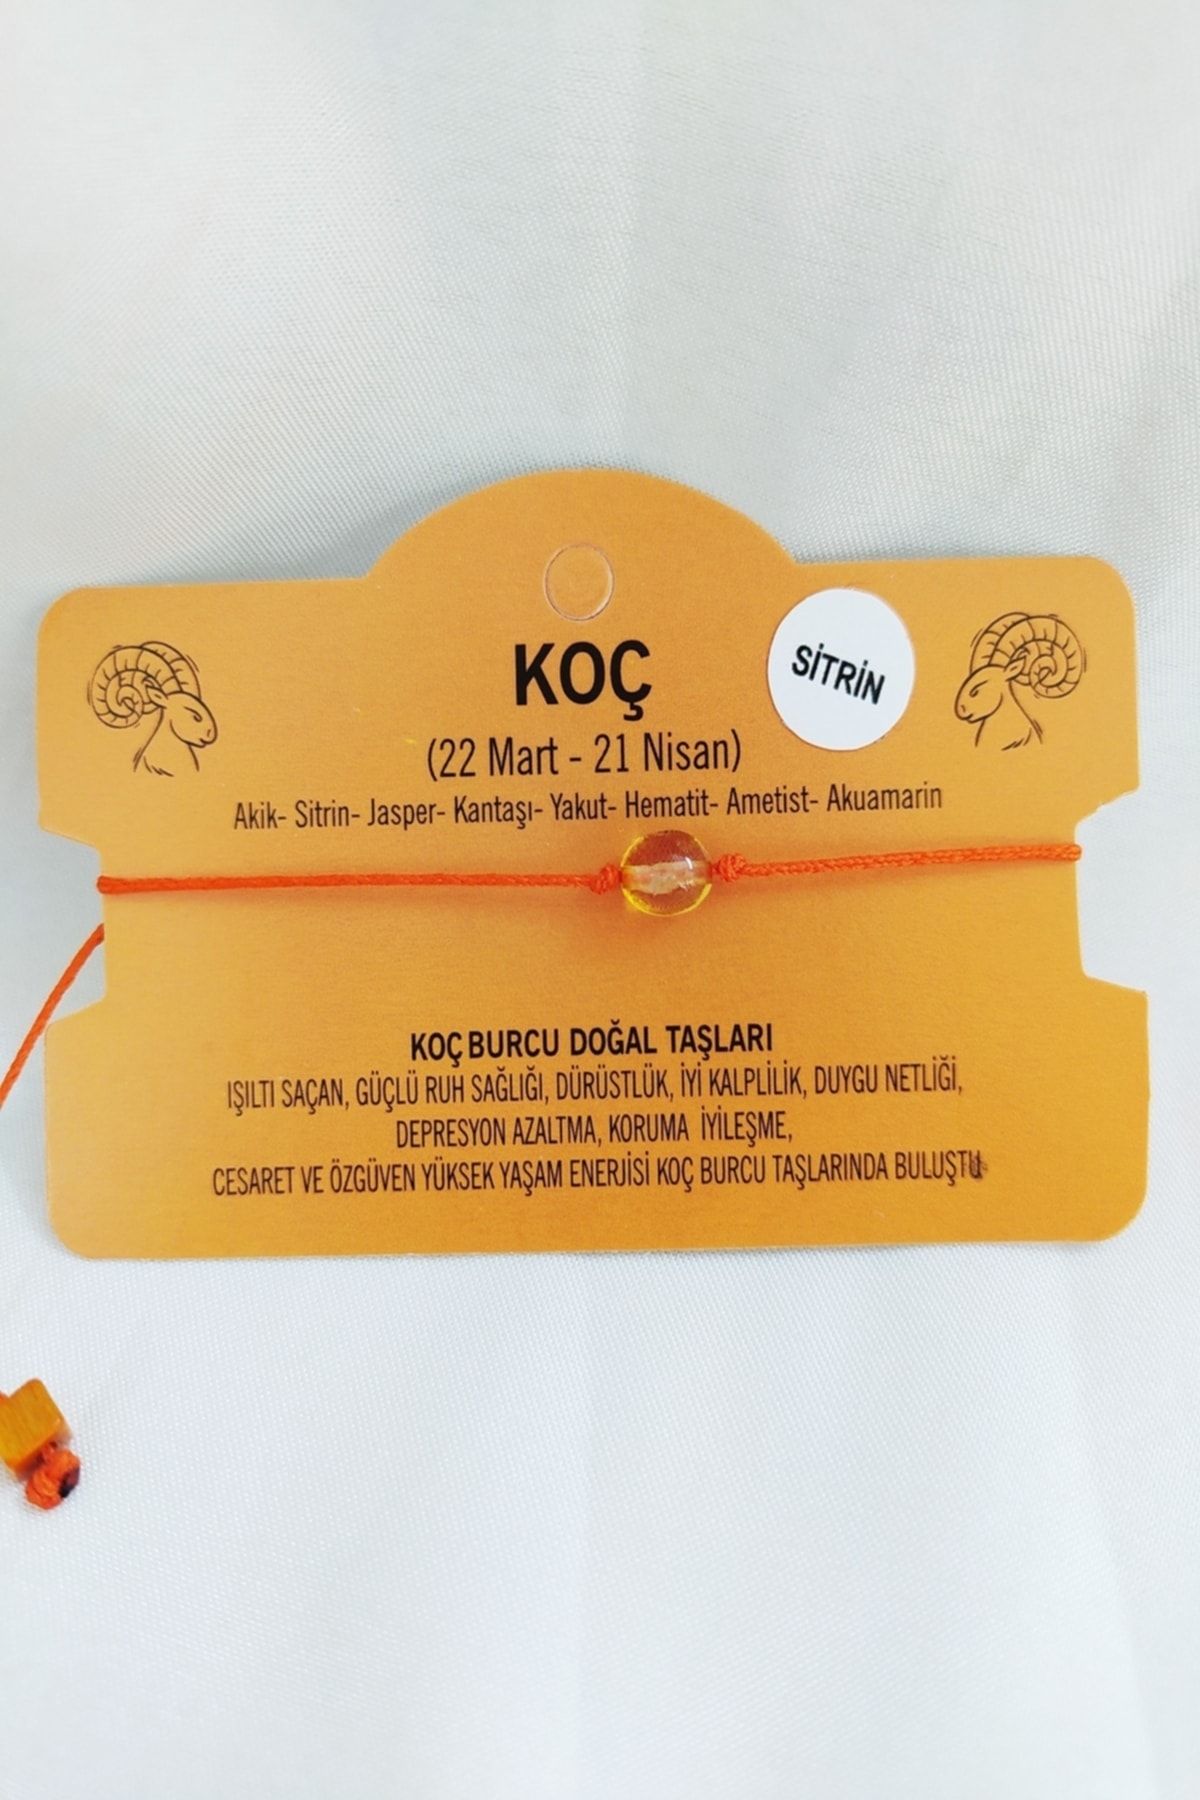 KOÇ
SİTRİN
(22 Mart - 21 Nisan)
Akik- Sitrin- Jasper- Kantaşı- Yakut- Hematit- Ametist- Akuamarin
KOÇ BURCU DOĞAL TAŞLARI
IŞILTI SAÇAN, GÜÇLÜ RUH SAĞLIĞI, DÜRÜSTLÜK, İYİ KALPLİLİK, DUYGU NETLİĞİ,
DEPRESYON AZALTMA, KORUMA İYİLEŞME,
CESARET VE ÖZGÜVEN YÜKSEK YAŞAM ENERJİSİ KOÇ BURCU TAŞLARINDA BULUŞTU